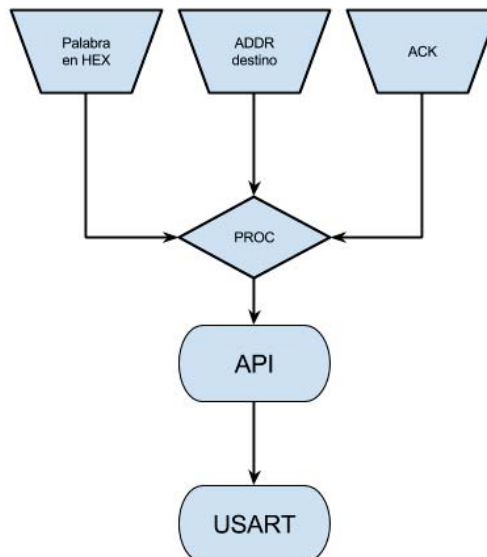 Palabra
en HEX
ADDR
destino
ACK
PROC
API
USART